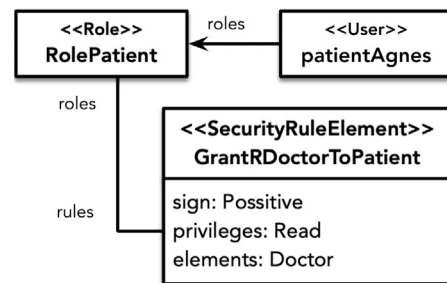 <<Role>>
RolePatient
roles
<<User>>
patientAgnes
roles
rules
<<SecurityRuleElement>>
GrantRDoctorToPatient
sign: Possitive
privileges: Read
elements: Doctor